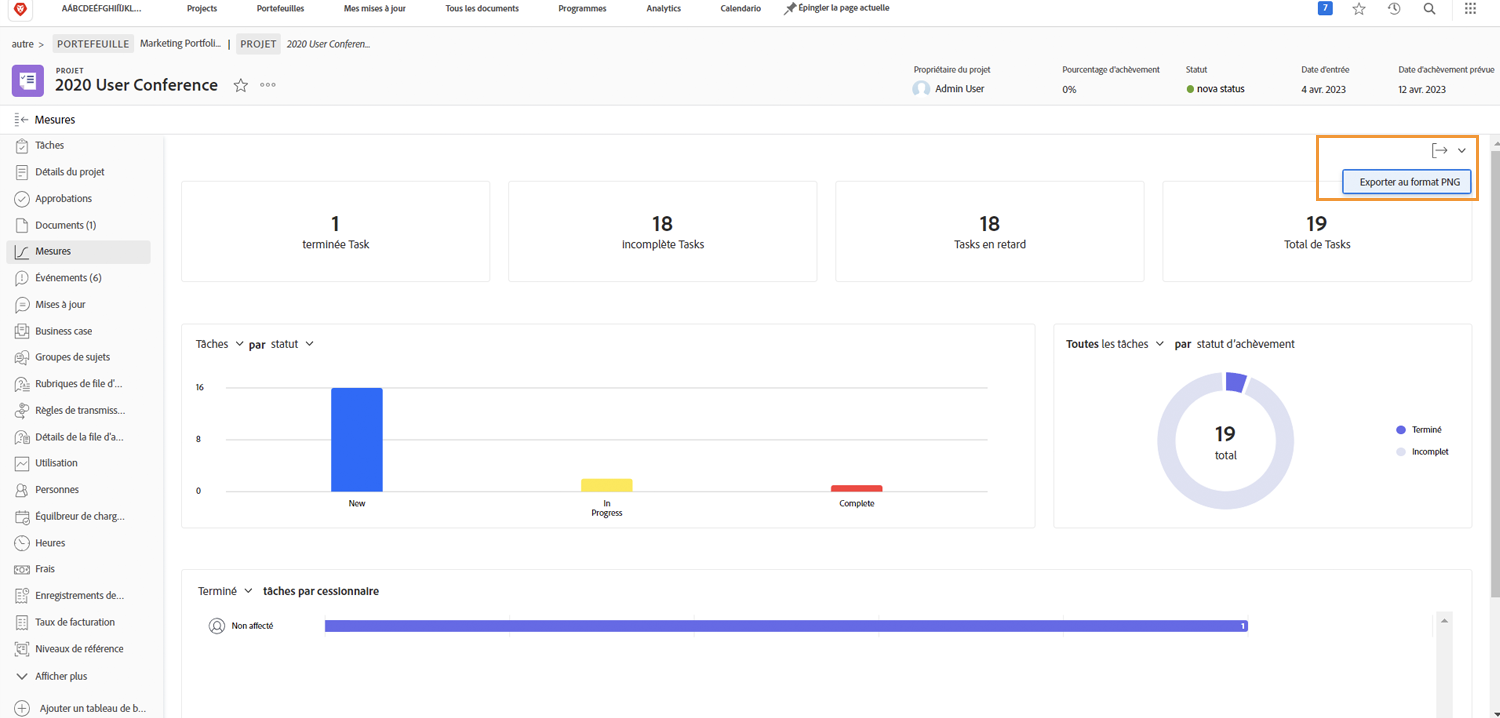 AÄBCDEÉFGHIÎÏJKL...
Projects
Portefeuilles
Mes mises à jour
Tous les documents
Programmes
Analytics
Calendario
Épingler la page actuelle
7
autre >
PORTEFEUILLE
Marketing Portfoli...
PROJET
2020 User Conferen...
PROJET
2020 User Conference
Propriétaire du projet
Admin User
Pourcentage d'achèvement
0%
Statut
nova status
Date d'entrée
4 avr. 2023
Date d'achèvement prévue
12 avr. 2023
Mesures
Tâches
Détails du projet
Approbations
Documents (1)
Mesures
Événements (6)
Mises à jour
Business case
Groupes de sujets
Rubriques de file d'...
Règles de transmiss...
Détails de la file d'a...
Utilisation
Personnes
Équilbreur de charg...
Heures
Frais
Enregistrements de...
Taux de facturation
Niveaux de référence
Afficher plus
Ajouter un tableau de b...
Exporter au format PNG
1
terminée Task
18
incomplète Tasks
18
Tasks en retard
19
Total de Tasks
Tâches par statut
16
8
0
New
In
Progress
Complete
Toutes les tâches par statut d'achèvement
19
total
Terminé
Incomplet
Terminé tâches par cessionnaire
Non affecté
1